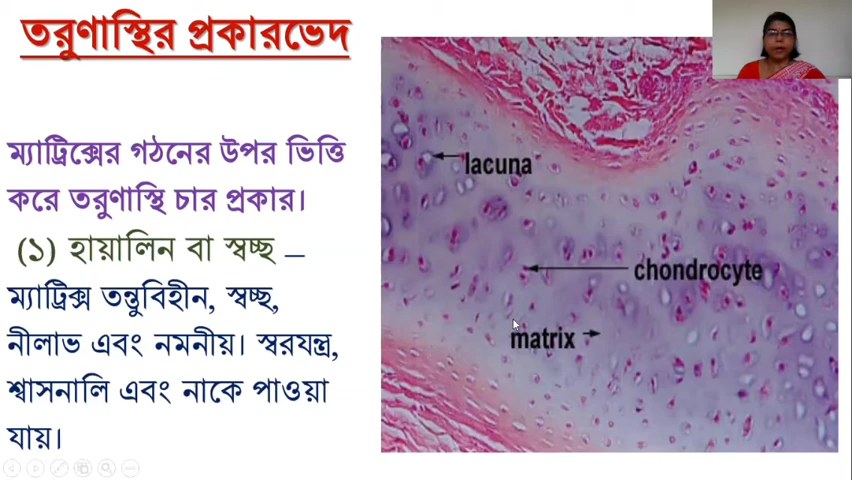 তরুণাস্থির প্রকারভেদ
ম্যাট্রিক্সের গঠনের উপর ভিত্তি
করে তরুণাস্থি চার প্রকার।
(১) হায়ালিন বা স্বচ্ছ –
ম্যাট্রিক্স তন্তুবিহীন, স্বচ্ছ,
নীলাভ এবং নমনীয়। স্বরযন্ত্র,
শ্বাসনালি এবং নাকে পাওয়া
যায়।
lacuna
chondrocyte
matrix